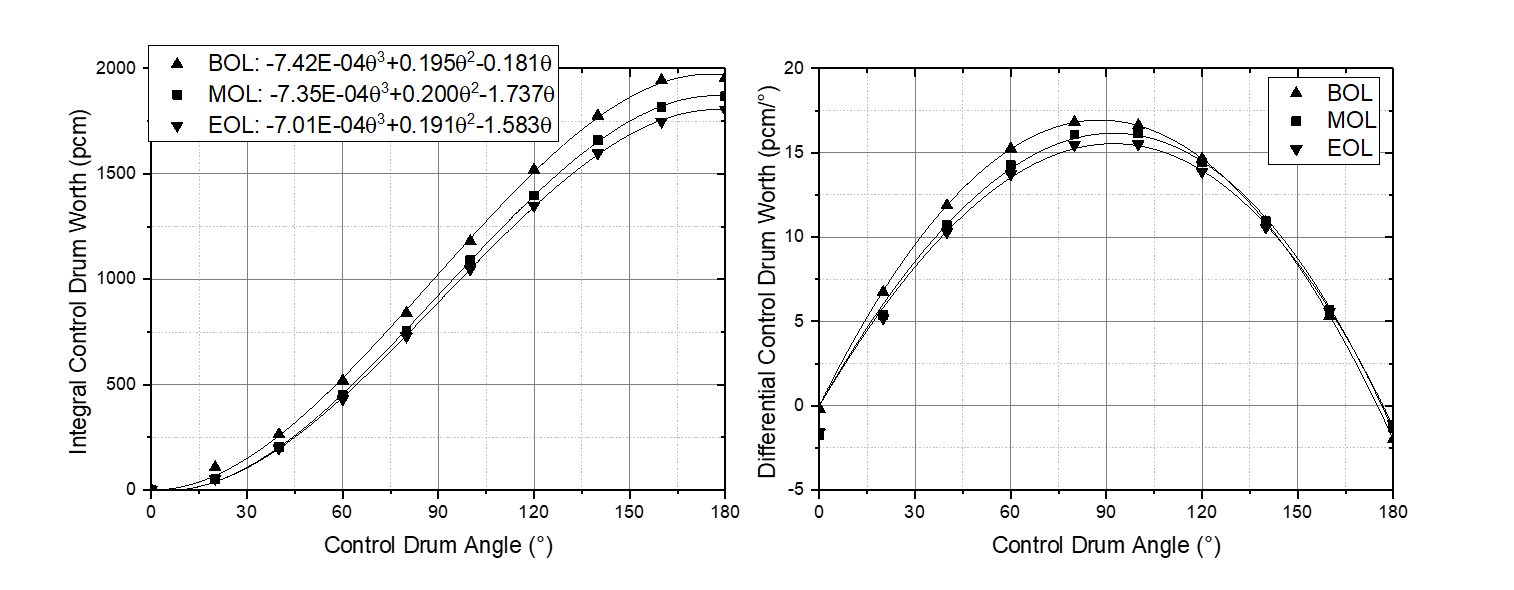 BOL: -7.42E-04θ³+0.195θ²-0.181θ
MOL: -7.35E-04θ³+0.200θ²-1.737θ
EOL: -7.01E-04θ³+0.191θ²-1.583θ
2000
1500
1000
500
0
0 30 60 90 120 150 180
Integral Control Drum Worth (pcm)
Control Drum Angle (°)
BOL
MOL
EOL
20
15
10
5
0
-5
0 30 60 90 120 150 180
Differential Control Drum Worth (pcm/°)
Control Drum Angle (°)